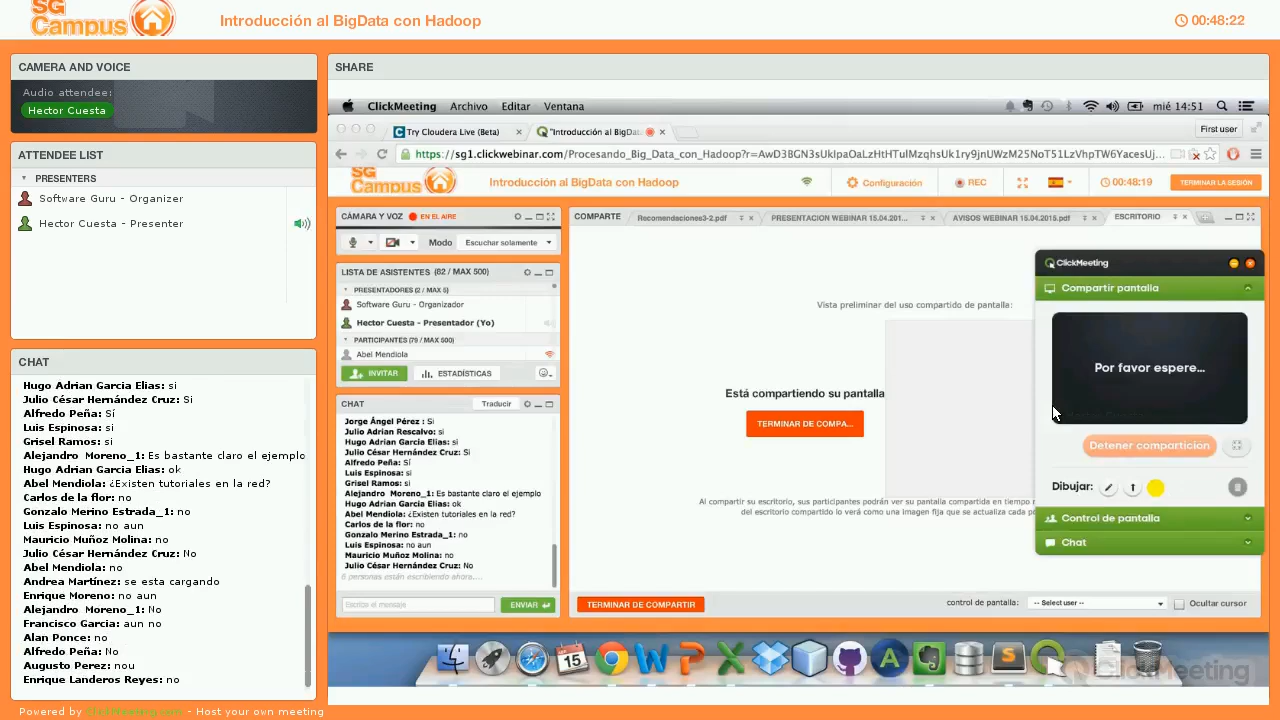 SG Campus
Introducción al BigData con Hadoop
00:48:22
CAMERA AND VOICE
Audio attendee:
Hector Cuesta
ATTENDEE LIST
PRESENTERS
Software Guru - Organizer
Hector Cuesta - Presenter
CHAT
Hugo Adrian Garcia Elias: si
Julio César Hernández Cruz: Si
Alfredo Peña: Sí
Luis Espinosa: si
Grisel Ramos: si
Alejandro Moreno_1: Es bastante claro el ejemplo
Hugo Adrian Garcia Elias: ok
Abel Mendiola: ¿Existen tutoriales en la red?
Carlos de la flor: no
Gonzalo Merino Estrada_1: no
Luis Espinosa: no aun
Mauricio Muñoz Molina: no
Julio César Hernández Cruz: No
Abel Mendiola: no
Andrea Martínez: se esta cargando
Enrique Moreno: no aun
Alejandro Moreno_1: No
Francisco Garcia: aun no
Alan Ponce: no
Alfredo Peña: No
Augusto Perez: nou
Enrique Landeros Reyes: no
Powered by ClickMeeting.com - Host your own meeting
SHARE
ClickMeeting Archivo Editar Ventana
mié 14:51
Try Cloudera Live (Beta)
"Introducción al BigDat
First user
SG Campus
Introducción al BigData con Hadoop
Configuración
REC
00:48:19
TERMINAR LA SESIÓN
CÁMARA Y VOZ EN EL AIRE
Modo Escuchar solamente
LISTA DE ASISTENTES (82 / MAX 500)
PRESENTADORES (2 / MAX 5)
Software Guru - Organizador
Hector Cuesta - Presentador (Yo)
PARTICIPANTES (79 / MAX 500)
Abel Mendiola
INVITAR
ESTADÍSTICAS
CHAT Traducir
Jorge Ángel Pérez : Si
Julio Adrian Rescalvo: si
Hugo Adrian Garcia Elias: si
Julio César Hernández Cruz: Si
Alfredo Peña: Sí
Luis Espinosa: si
Grisel Ramos: si
Alejandro Moreno_1: Es bastante claro el ejemplo
Hugo Adrian Garcia Elias: ok
Abel Mendiola: ¿Existen tutoriales en la red?
Carlos de la flor: no
Gonzalo Merino Estrada_1: no
Luis Espinosa: no aun
Mauricio Muñoz Molina: no
Julio César Hernández Cruz: No
6 personas están escribiendo ahora....
Escribe el mensaje
ENVIAR
COMPARTE
Recomendaciones3-2.pdf
PRESENTACION WEBINAR 15.04.201...
AVISOS WEBINAR 15.04.2015.pdf
ESCRITORIO
Vista preliminar del uso compartido de pantalla:
Está compartiendo su pantalla
TERMINAR DE COMPA...
Al compartir su escritorio, sus participantes podrán ver su pantalla compartida en tiempo
del escritorio compartido lo verá como una imagen fija que se actualiza cada
ClickMeeting
Compartir pantalla
Por favor espere...
Detener compartición
Dibujar:
Control de pantalla
Chat
TERMINAR DE COMPARTIR
control de pantalla: -- Select user --
Ocultar cursor
15
ClickMeeting